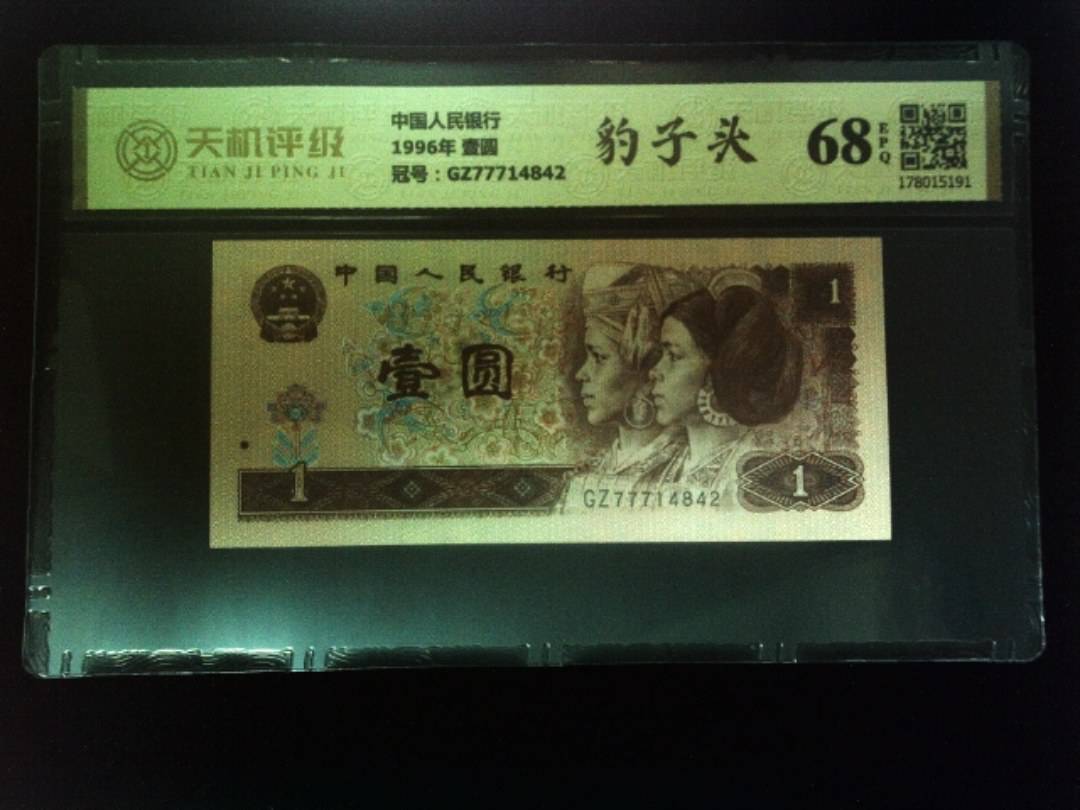 天机评级
TIAN JI PING JI
中国人民银行
1996年 壹圆
冠号：GZ77714842
豹子头
68
EPQ
178015191
中国人民银行
1
壹圆
1
GZ77714842
1